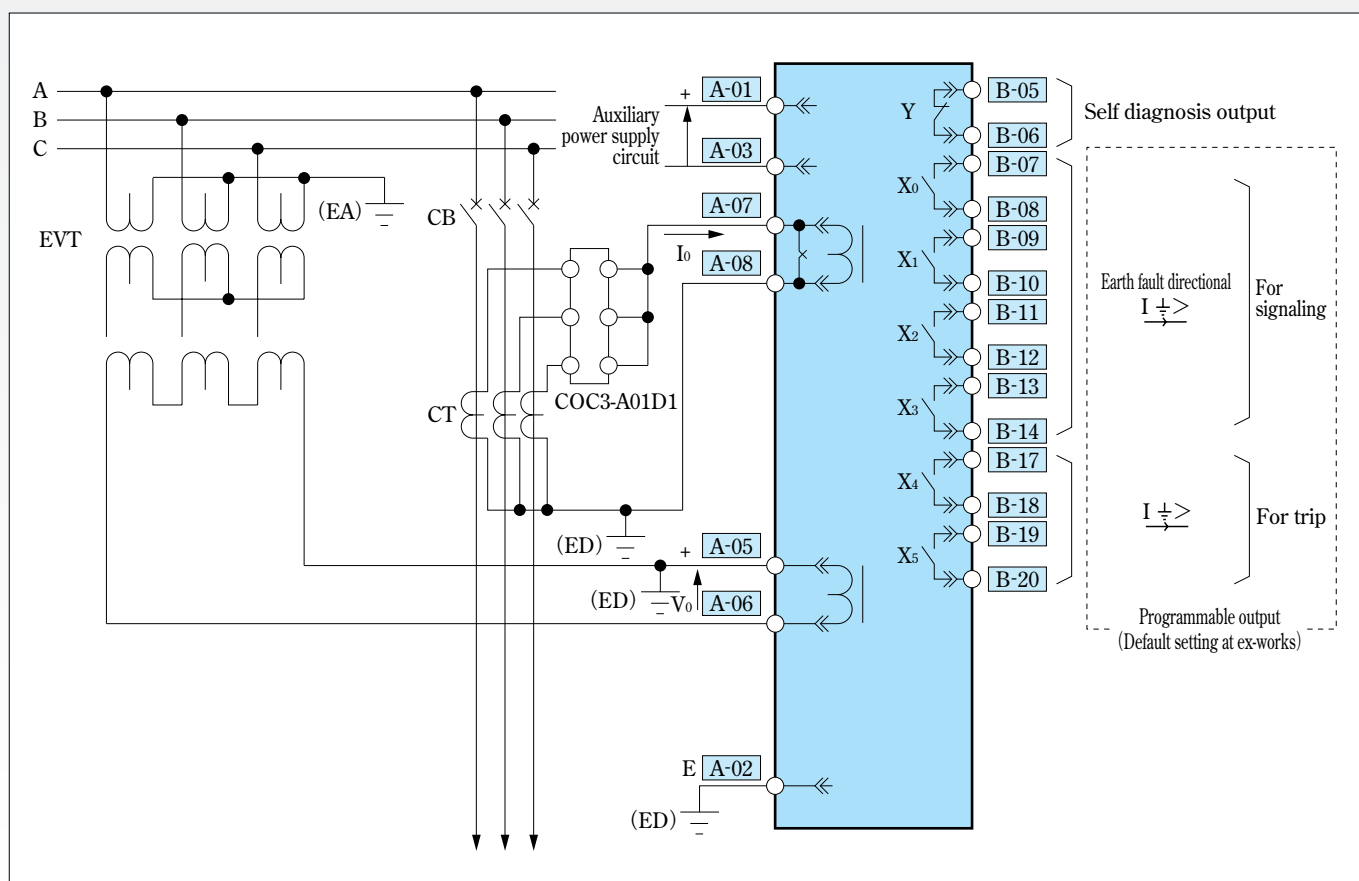 A
B
C
EVT
(EA)
CB
CT
COC3-A01D1
(ED)
Auxiliary
power supply
circuit
+
A-01
A-03
A-07
I0
A-08
+
A-05
(ED)
V0
A-06
E
A-02
(ED)
Y
X0
X1
X2
X3
X4
X5
B-05
B-06
B-07
B-08
B-09
B-10
B-11
B-12
B-13
B-14
B-17
B-18
B-19
B-20
Self diagnosis output
Earth fault directional
I >
For
signaling
I >
For trip
Programmable output
(Default setting at ex-works)